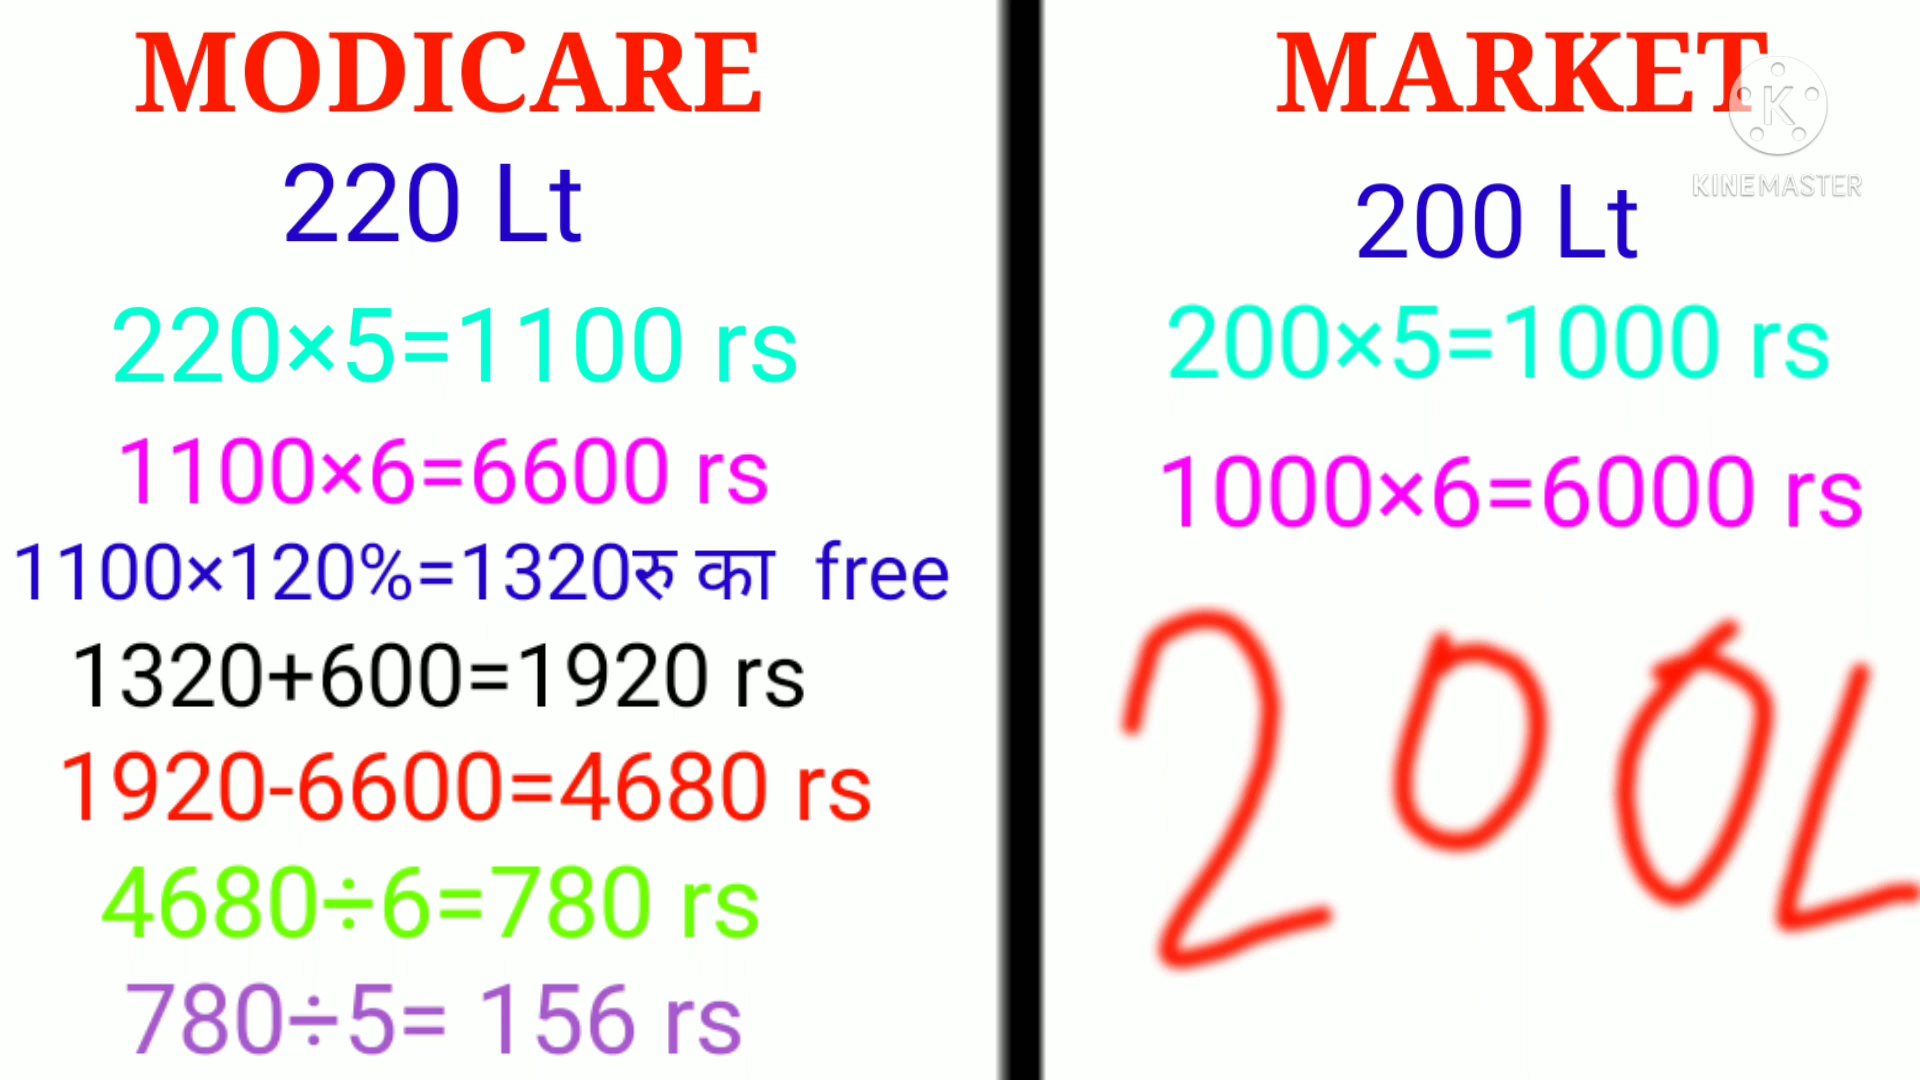 MODICARE
220 Lt
220×5=1100 rs
1100×6=6600 rs
1100×120%=1320रु का free
1320+600=1920 rs
1920-6600=4680 rs
4680÷6=780 rs
780÷5= 156 rs
MARKET
K
KINEMASTER
200 Lt
200×5=1000 rs
1000×6=6000 rs
200L